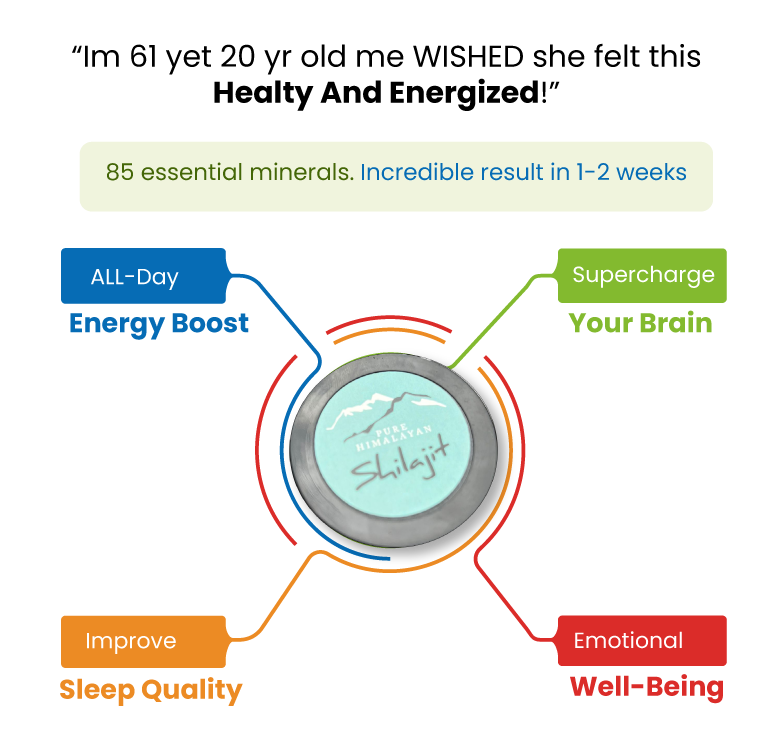 “Im 61 yet 20 yr old me WISHED she felt this
Healty And Energized!”
85 essential minerals. Incredible result in 1-2 weeks
ALL-Day
Energy Boost
Supercharge
Your Brain
PURE
HIMALAYAN
Shilajit
Improve
Sleep Quality
Emotional
Well-Being